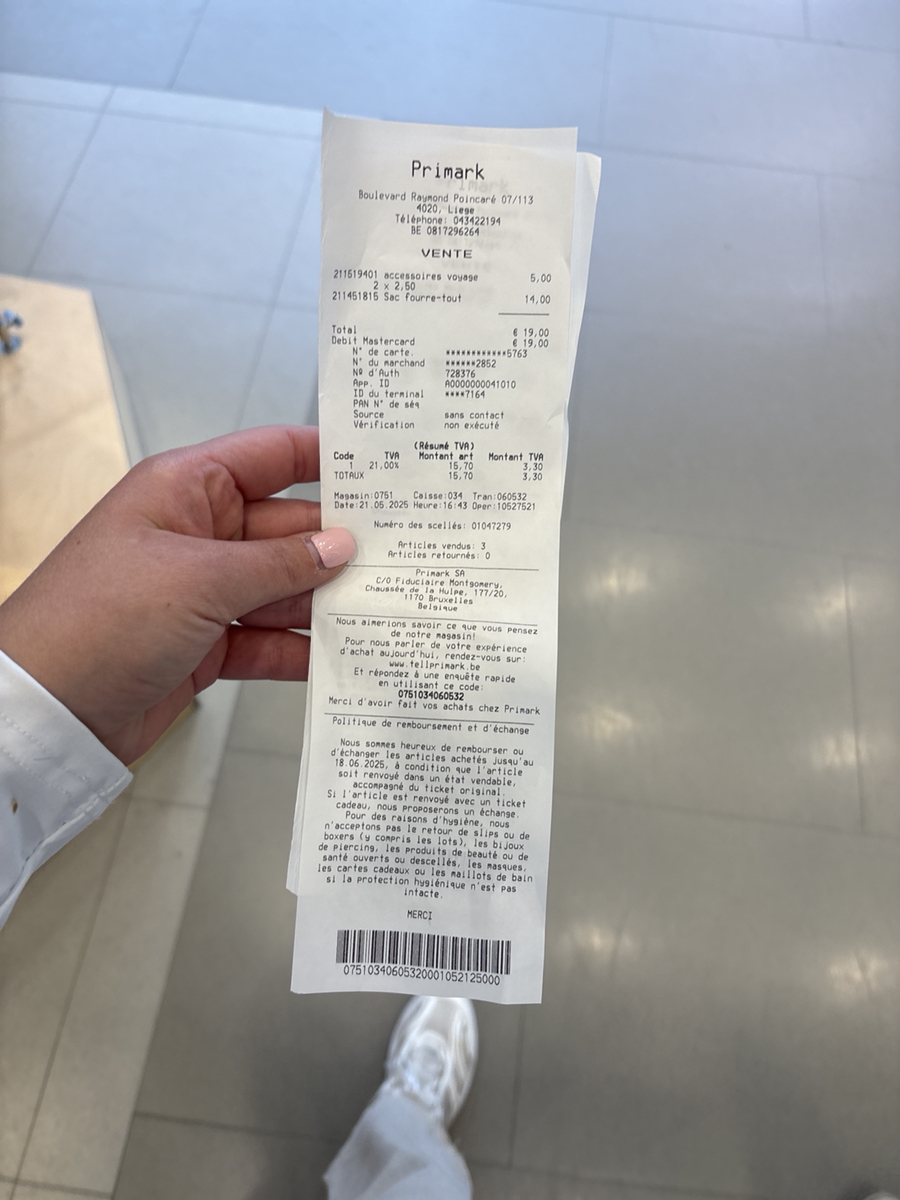 Primark
Boulevard Raymond Poincaré 07/113
4020, Liege
Téléphone: 043422194
BE 0817296264
VENTE
211519401 accessoires voyage 5,00
2 x 2,50
211451815 Sac fourre-tout 14,00
Total € 19,00
Debit Mastercard € 19,00
N° de carte. ************5763
N° du marchand ******2852
Nº d'Auth 728376
App. ID A0000000041010
ID du terminal ****7164
PAN N° de séq
Source sans contact
Vérification non exécuté
(Résumé TVA)
Code TVA Montant art Montant TVA
1 21,00% 15,70 3,30
TOTAUX 15,70 3,30
Magasin:0751 Caisse:034 Tran:060532
Date:21.05.2025 Heure:16:43 Oper:10527521
Numéro des scellés: 01047279
Articles vendus: 3
Articles retournés: 0
Primark SA
C/O Fiduciaire Montgomery,
Chaussée de la Hulpe, 177/20,
1170 Bruxelles
Belgique
Nous aimerions savoir ce que vous pensez
de notre magasin!
Pour nous parler de votre expérience
d'achat aujourd'hui, rendez-vous sur:
www.tellprimark.be
Et répondez à une enquête rapide
en utilisant ce code:
0751034060532
Merci d'avoir fait vos achats chez Primark
Politique de remboursement et d'échange
Nous sommes heureux de rembourser ou
d'échanger les articles achetés jusqu'au
18.06.2025, à condition que l'article
soit renvoyé dans un état vendable,
accompagné du ticket original.
Si l'article est renvoyé avec un ticket
cadeau, nous proposerons un échange.
Pour des raisons d'hygiène, nous
n'acceptons pas le retour de slips ou de
boxers (y compris les lots), les bijoux
de piercing, les produits de beauté ou de
santé ouverts ou descellés, les masques,
les cartes cadeaux ou les maillots de bain
si la protection hygiénique n'est pas
intacte.
MERCI
07510340605320001052125000